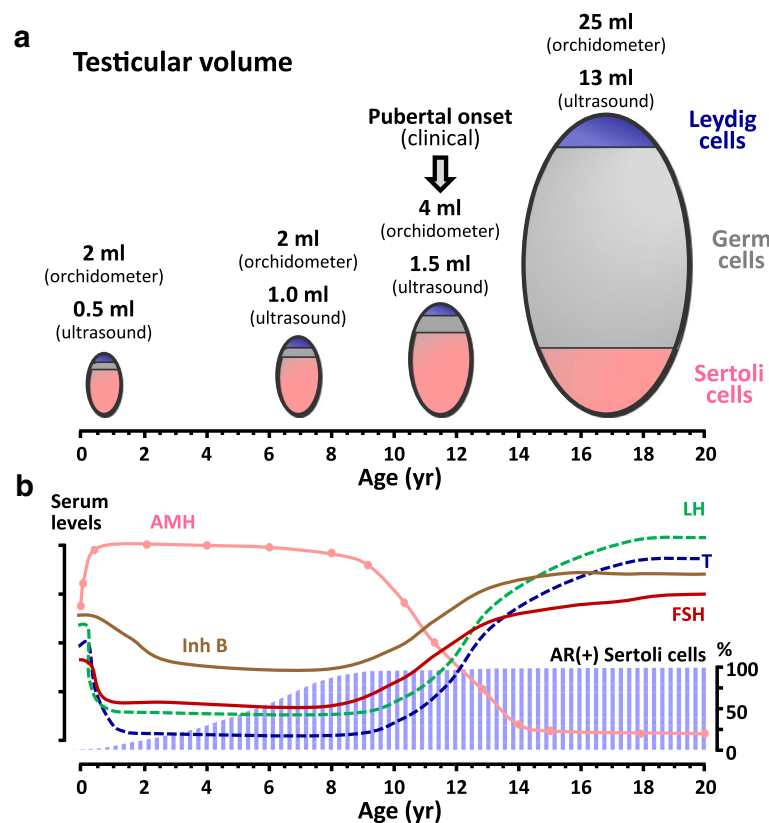 a
Testicular volume
25 ml
(orchidometer)
13 ml
(ultrasound)
Leydig
cells
Pubertal onset
(clinical)
4 ml
(orchidometer)
1.5 ml
(ultrasound)
2 ml
(orchidometer)
1.0 ml
(ultrasound)
2 ml
(orchidometer)
0.5 ml
(ultrasound)
Germ
cells
Sertoli
cells
0 2 4 6 8 10 12 14 16 18 20
Age (yr)
b
Serum
levels
AMH
LH
T
Inh B
FSH
AR(+) Sertoli cells
%
100
50
0
0 2 4 6 8 10 12 14 16 18 20
Age (yr)